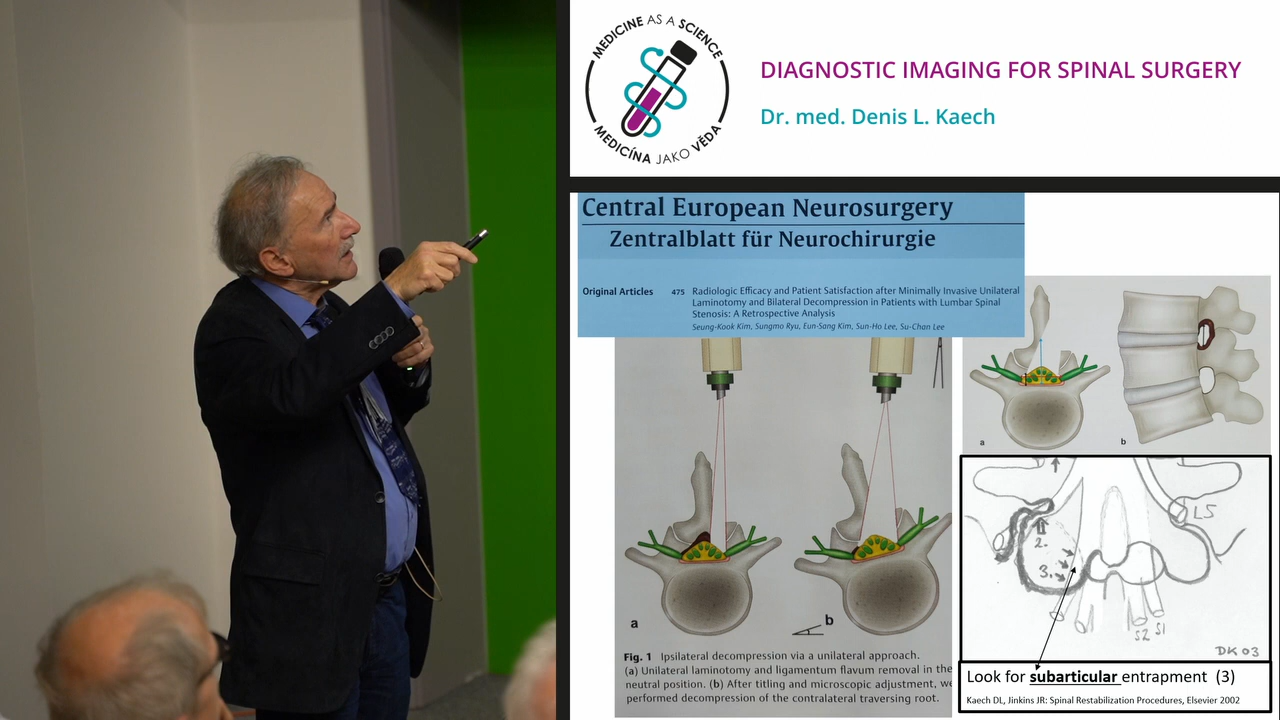 MEDICINE AS A SCIENCE
MEDICÍNA JAKO VĚDA
DIAGNOSTIC IMAGING FOR SPINAL SURGERY
Dr. med. Denis L. Kaech
Central European Neurosurgery
Zentralblatt für Neurochirurgie
Original Articles 475 Radiologic Efficacy and Patient Satisfaction after Minimally Invasive Unilateral
Laminotomy and Bilateral Decompression in Patients with Lumbar Spinal
Stenosis: A Retrospective Analysis
Seung-Kook Kim, Sungmo Ryu, Eun-Sang Kim, Sun-Ho Lee, Su-Chan Lee
a
b
a
b
Fig. 1 Ipsilateral decompression via a unilateral approach.
(a) Unilateral laminotomy and ligamentum flavum removal in the
neutral position. (b) After titling and microscopic adjustment, we
performed decompression of the contralateral traversing root.
L5
2.
3.
S2 S1
DK 03
Look for subarticular entrapment (3)
Kaech DL, Jinkins JR: Spinal Restabilization Procedures, Elsevier 2002